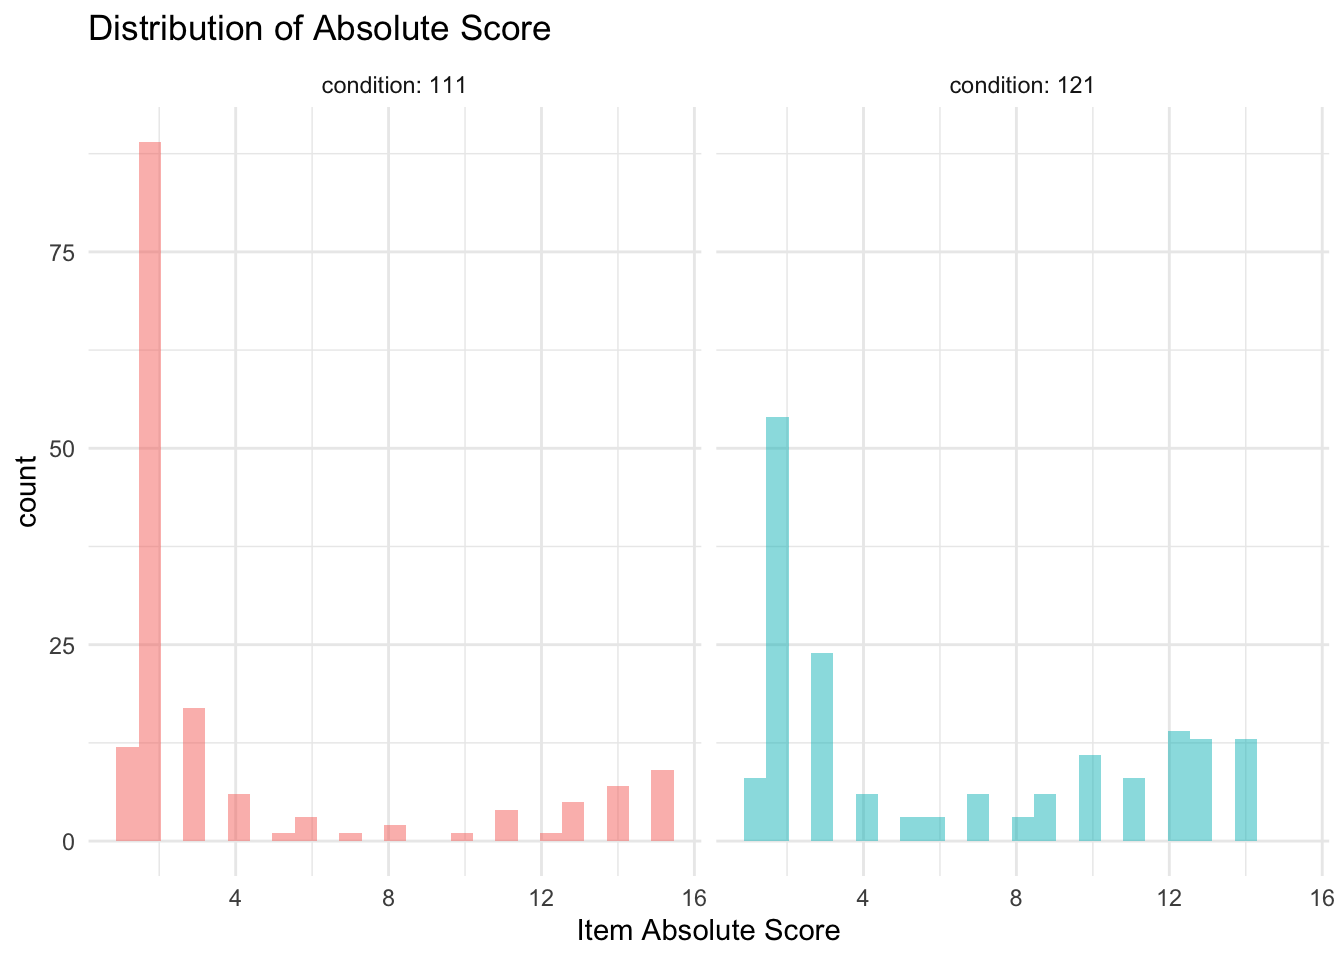 Distribution of Absolute Score
condition: 111
condition: 121
count
75
50
25
0
4 8 12 16
4 8 12 16
Item Absolute Score